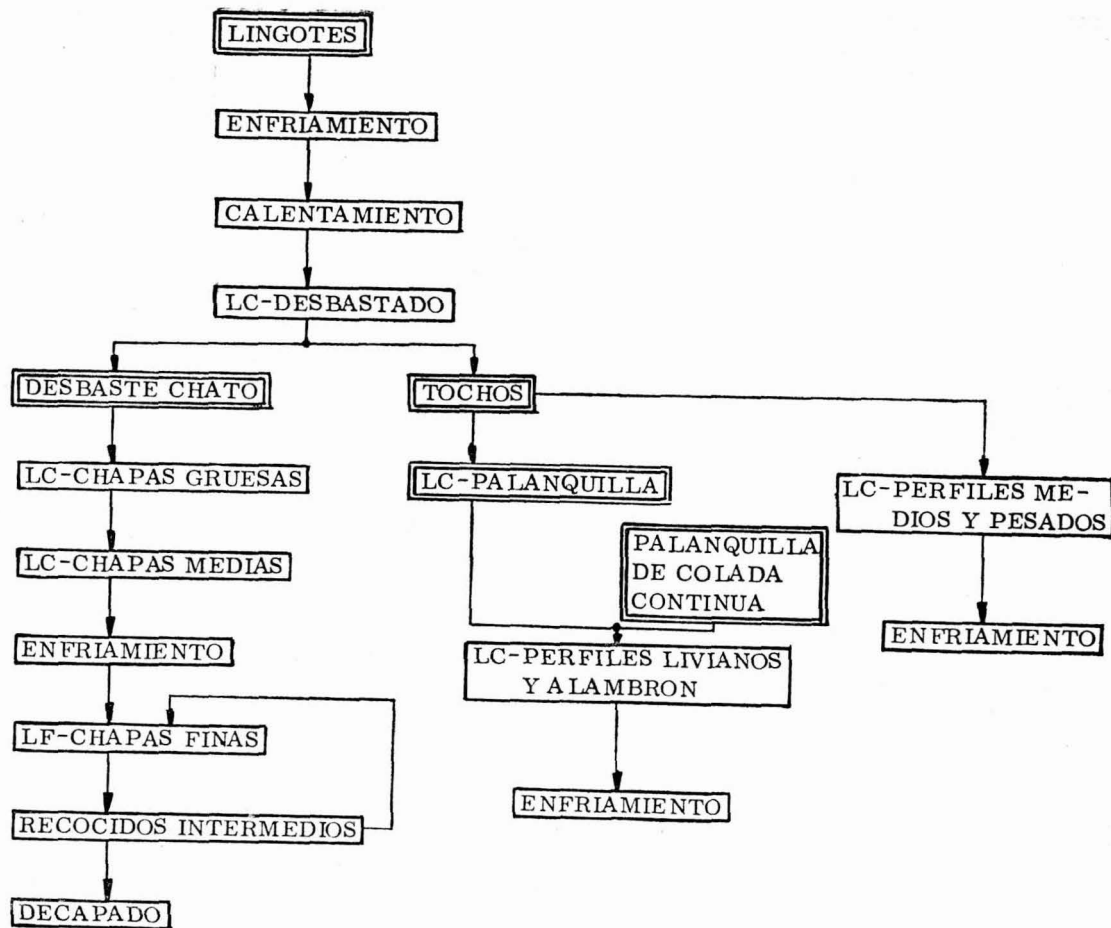 LINGOTES
ENFRIAMIENTO
CALENTAMIENTO
LC-DESBASTADO
DESBASTE CHATO
TOCHOS
LC-CHAPAS GRUESAS
LC-PALANQUILLA
LC-PERFILES ME-
DIOS Y PESADOS
LC-CHAPAS MEDIAS
PALANQUILLA
DE COLADA
CONTINUA
ENFRIAMIENTO
ENFRIAMIENTO
LC-PERFILES LIVIANOS
Y ALAMBRON
LF-CHAPAS FINAS
ENFRIAMIENTO
RECOCIDOS INTERMEDIOS
DECAPADO